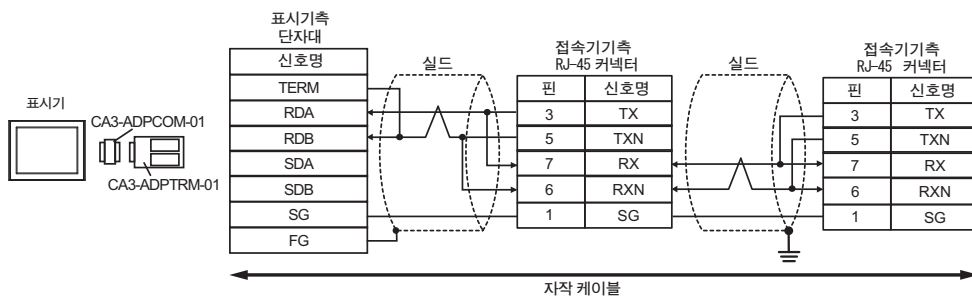 표시기
CA3-ADPCOM-01
CA3-ADPTRM-01
표시기측
단자대
신호명
TERM
RDA
RDB
SDA
SDB
SG
FG
실드
접속기기측
RJ-45 커넥터
핀 신호명
3 TX
5 TXN
7 RX
6 RXN
1 SG
실드
접속기기측
RJ-45 커넥터
핀 신호명
3 TX
5 TXN
7 RX
6 RXN
1 SG
자작 케이블